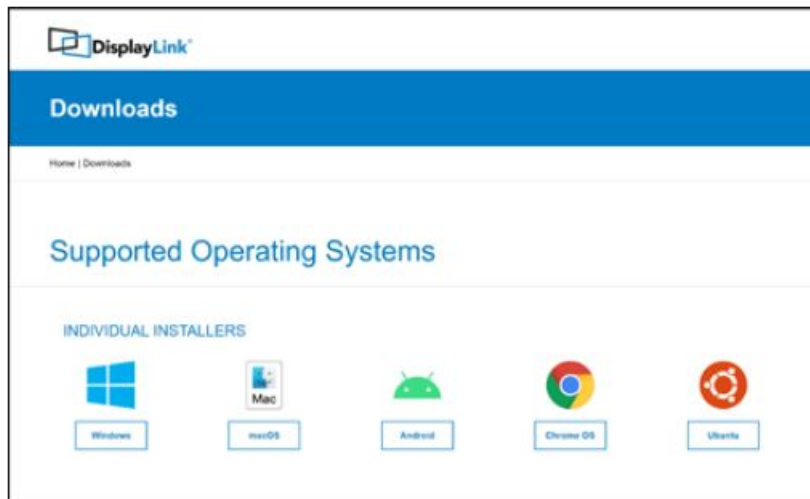 DisplayLink®
Downloads
Home | Downloads
Supported Operating Systems
INDIVIDUAL INSTALLERS
Mac
Windows macOS Android Chrome OS Ubuntu